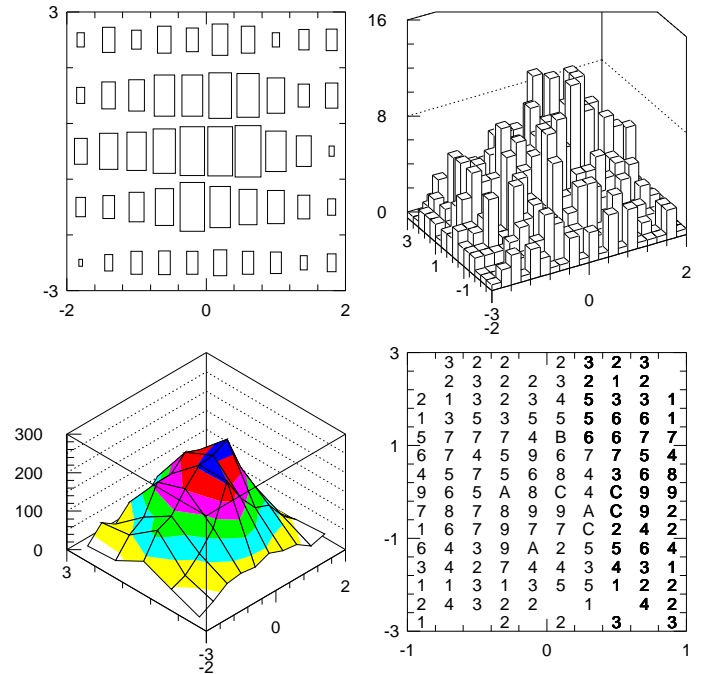 3
-3
-2 0 2
16
8
0
3
1
-1
-3
-2
0
2
300
200
100
0
3
-3
-2
0
2
3
1
-1
-3
-1 0 1
3 2 2 2 3 2 3
2 3 2 2 3 2 1 2
2 1 3 2 3 4 5 3 3 1
1 3 5 3 5 5 5 6 6 1
5 7 7 7 4 B 6 6 7 7
6 7 4 5 9 6 7 7 5 4
4 5 7 5 6 8 4 3 6 8
9 6 5 A 8 C 4 C 9 9
7 8 7 8 9 9 A C 9 2
1 6 7 9 7 7 C 2 4 2
6 4 3 9 A 2 5 5 6 4
3 4 2 7 4 4 3 4 3 1
1 1 3 1 3 5 5 1 2 2
2 4 3 2 2 1 4 2
1 2 2 2 3 3